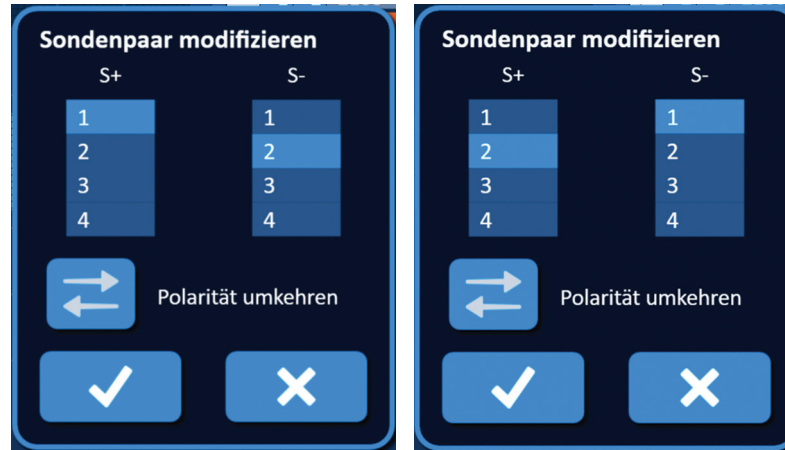 Sondenpaar modifizieren
S+ S-
1 1
2 2
3 3
4 4
Polarität umkehren
Sondenpaar modifizieren
S+ S-
1 1
2 2
3 3
4 4
Polarität umkehren